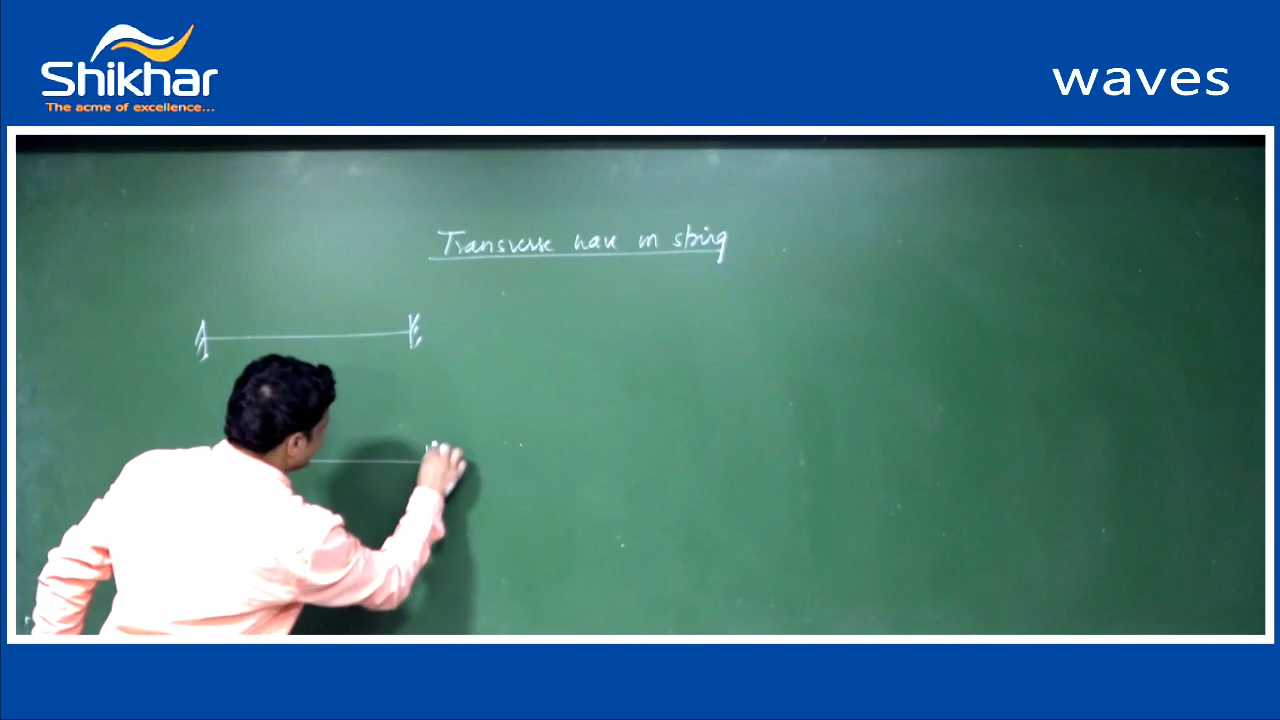 Shikhar
The acme of excellence...
waves
Transverse wave in string